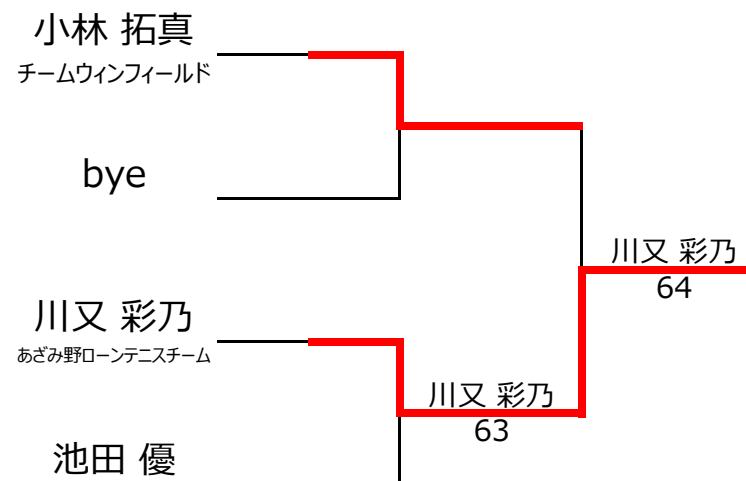 小林 拓真
チームウィンフィールド
bye
川又 彩乃
64
川又 彩乃
あざみ野ローンテニスチーム
川又 彩乃
63
池田 優